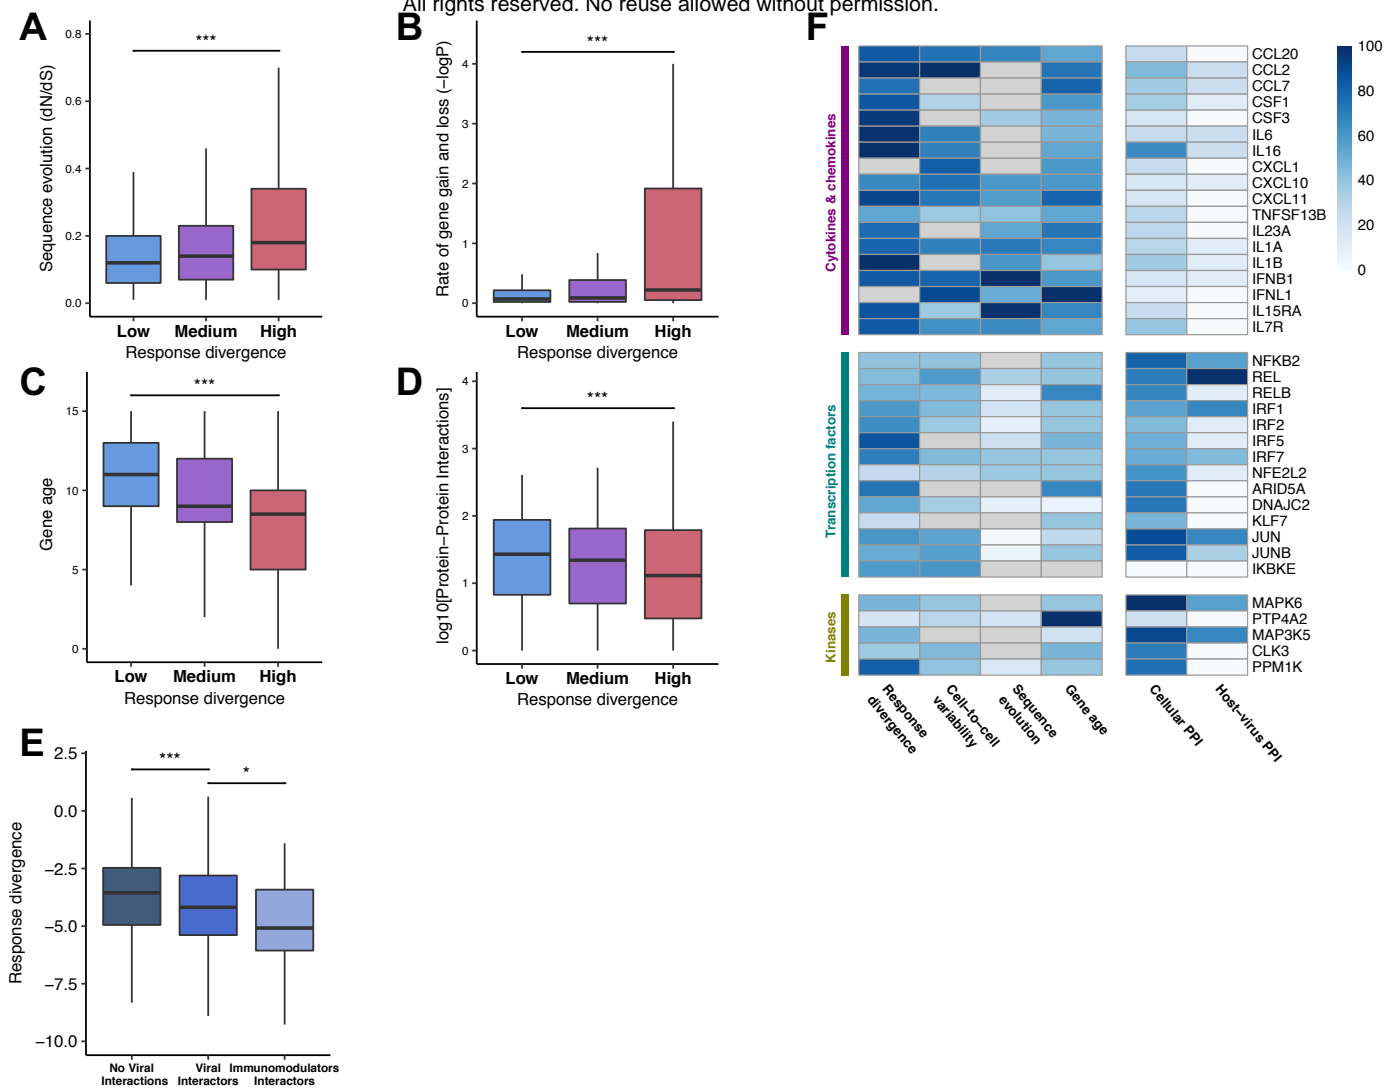 All rights reserved. No reuse allowed without permission.
A
Sequence evolution (dN/dS)
0.8
0.6
0.4
0.2
0.0
***
Low
Medium
High
Response divergence
B
Rate of gene gain and loss (−logP)
4
3
2
1
0
***
Low
Medium
High
Response divergence
C
Gene age
15
10
5
0
***
Low
Medium
High
Response divergence
D
log10[Protein−Protein Interactions]
4
3
2
1
0
***
Low
Medium
High
Response divergence
E
Response divergence
2.5
0.0
−2.5
−5.0
−7.5
−10.0
***
*
No Viral
Interactions
Viral
Interactors
Immunomodulators
Interactors
F
Cytokines & chemokines
CCL20
CCL2
CCL7
CSF1
CSF3
IL6
IL16
CXCL1
CXCL10
CXCL11
TNFSF13B
IL23A
IL1A
IL1B
IFNB1
IFNL1
IL15RA
IL7R
Transcription factors
NFKB2
REL
RELB
IRF1
IRF2
IRF5
IRF7
NFE2L2
ARID5A
DNAJC2
KLF7
JUN
JUNB
IKBKE
Kinases
MAPK6
PTP4A2
MAP3K5
CLK3
PPM1K
Response
divergence
Cell−to−cell
variability
Sequence
evolution
Gene age
Cellular PPI
Host−virus PPI
100
80
60
40
20
0